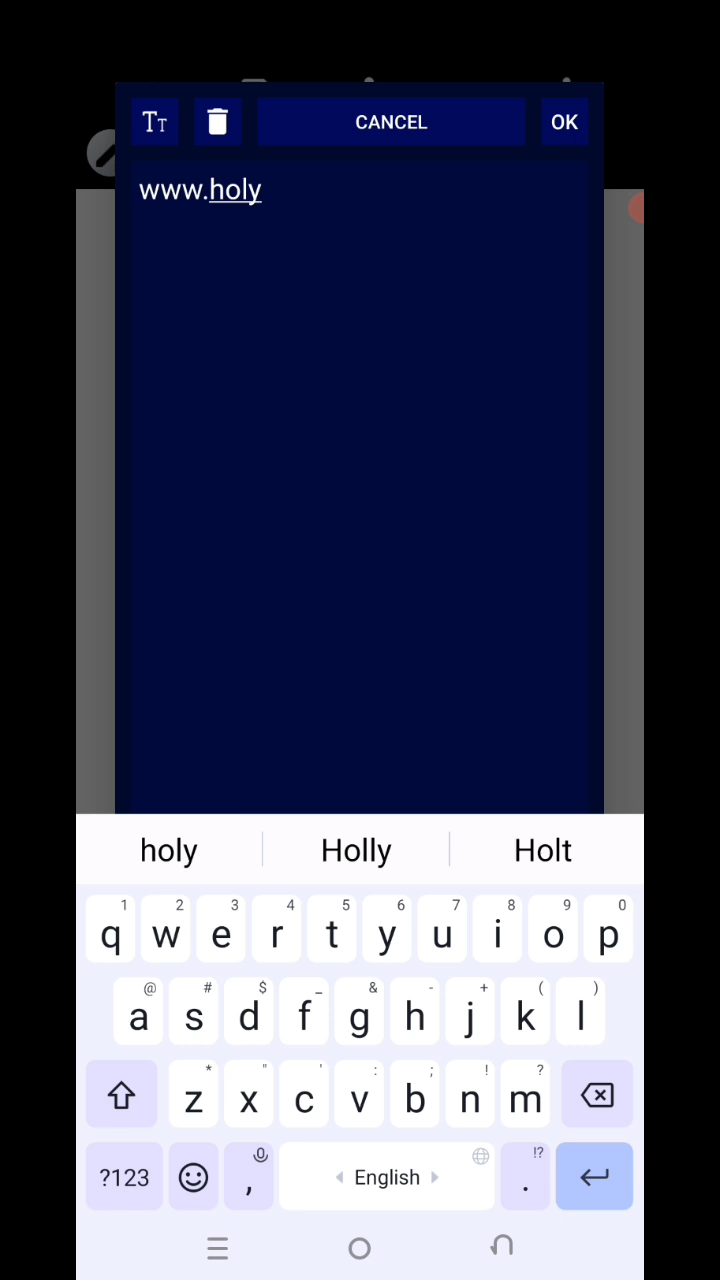 TT
CANCEL
OK
www.holy
holy
Holly
Holt
1 2 3 4 5 6 7 8 9 0
q w e r t y u i o p
@ # $ _ & - + ( )
a s d f g h j k l
* " ' : ; ! ?
z x c v b n m
!?
?123 , English .